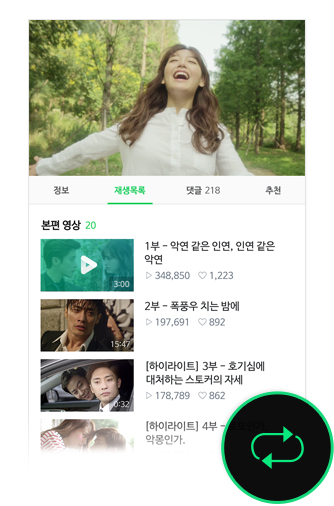 정보 재생목록 댓글 218 추천
본편 영상 20
3:00
1부 - 악연 같은 인연, 인연 같은
악연
348,850 1,223
15:47
2부 - 폭풍우 치는 밤에
197,691 892
0:32
[하이라이트] 3부 - 호기심에
대처하는 스토커의 자세
178,789 862
[하이라이트] 4부 -
악몽인가.